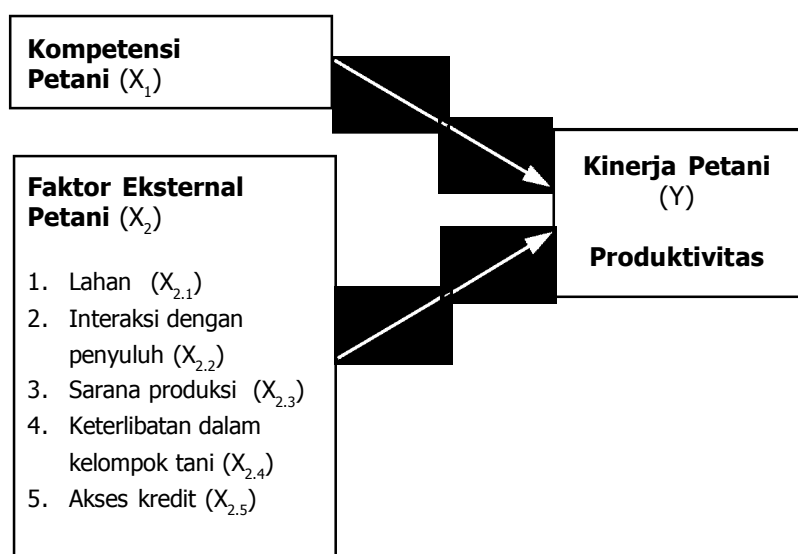 Kompetensi
Petani (X₁)
Faktor Eksternal
Petani (X₂)
1. Lahan (X₂.₁)
2. Interaksi dengan
penyuluh (X₂.₂)
3. Sarana produksi (X₂.₃)
4. Keterlibatan dalam
kelompok tani (X₂.₄)
5. Akses kredit (X₂.₅)
Kinerja Petani
(Y)
Produktivitas